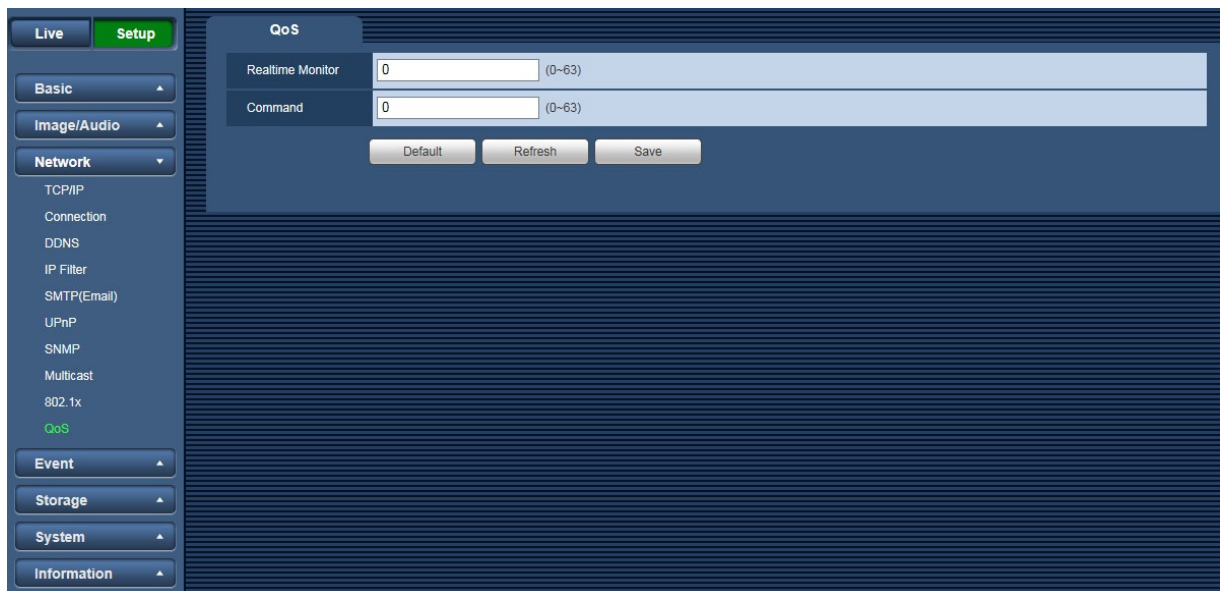 Live Setup
Basic
Image/Audio
Network
TCP/IP
Connection
DDNS
IP Filter
SMTP(Email)
UPnP
SNMP
Multicast
802.1x
QoS
Event
Storage
System
Information
QoS
Realtime Monitor 0 (0~63)
Command 0 (0~63)
Default Refresh Save